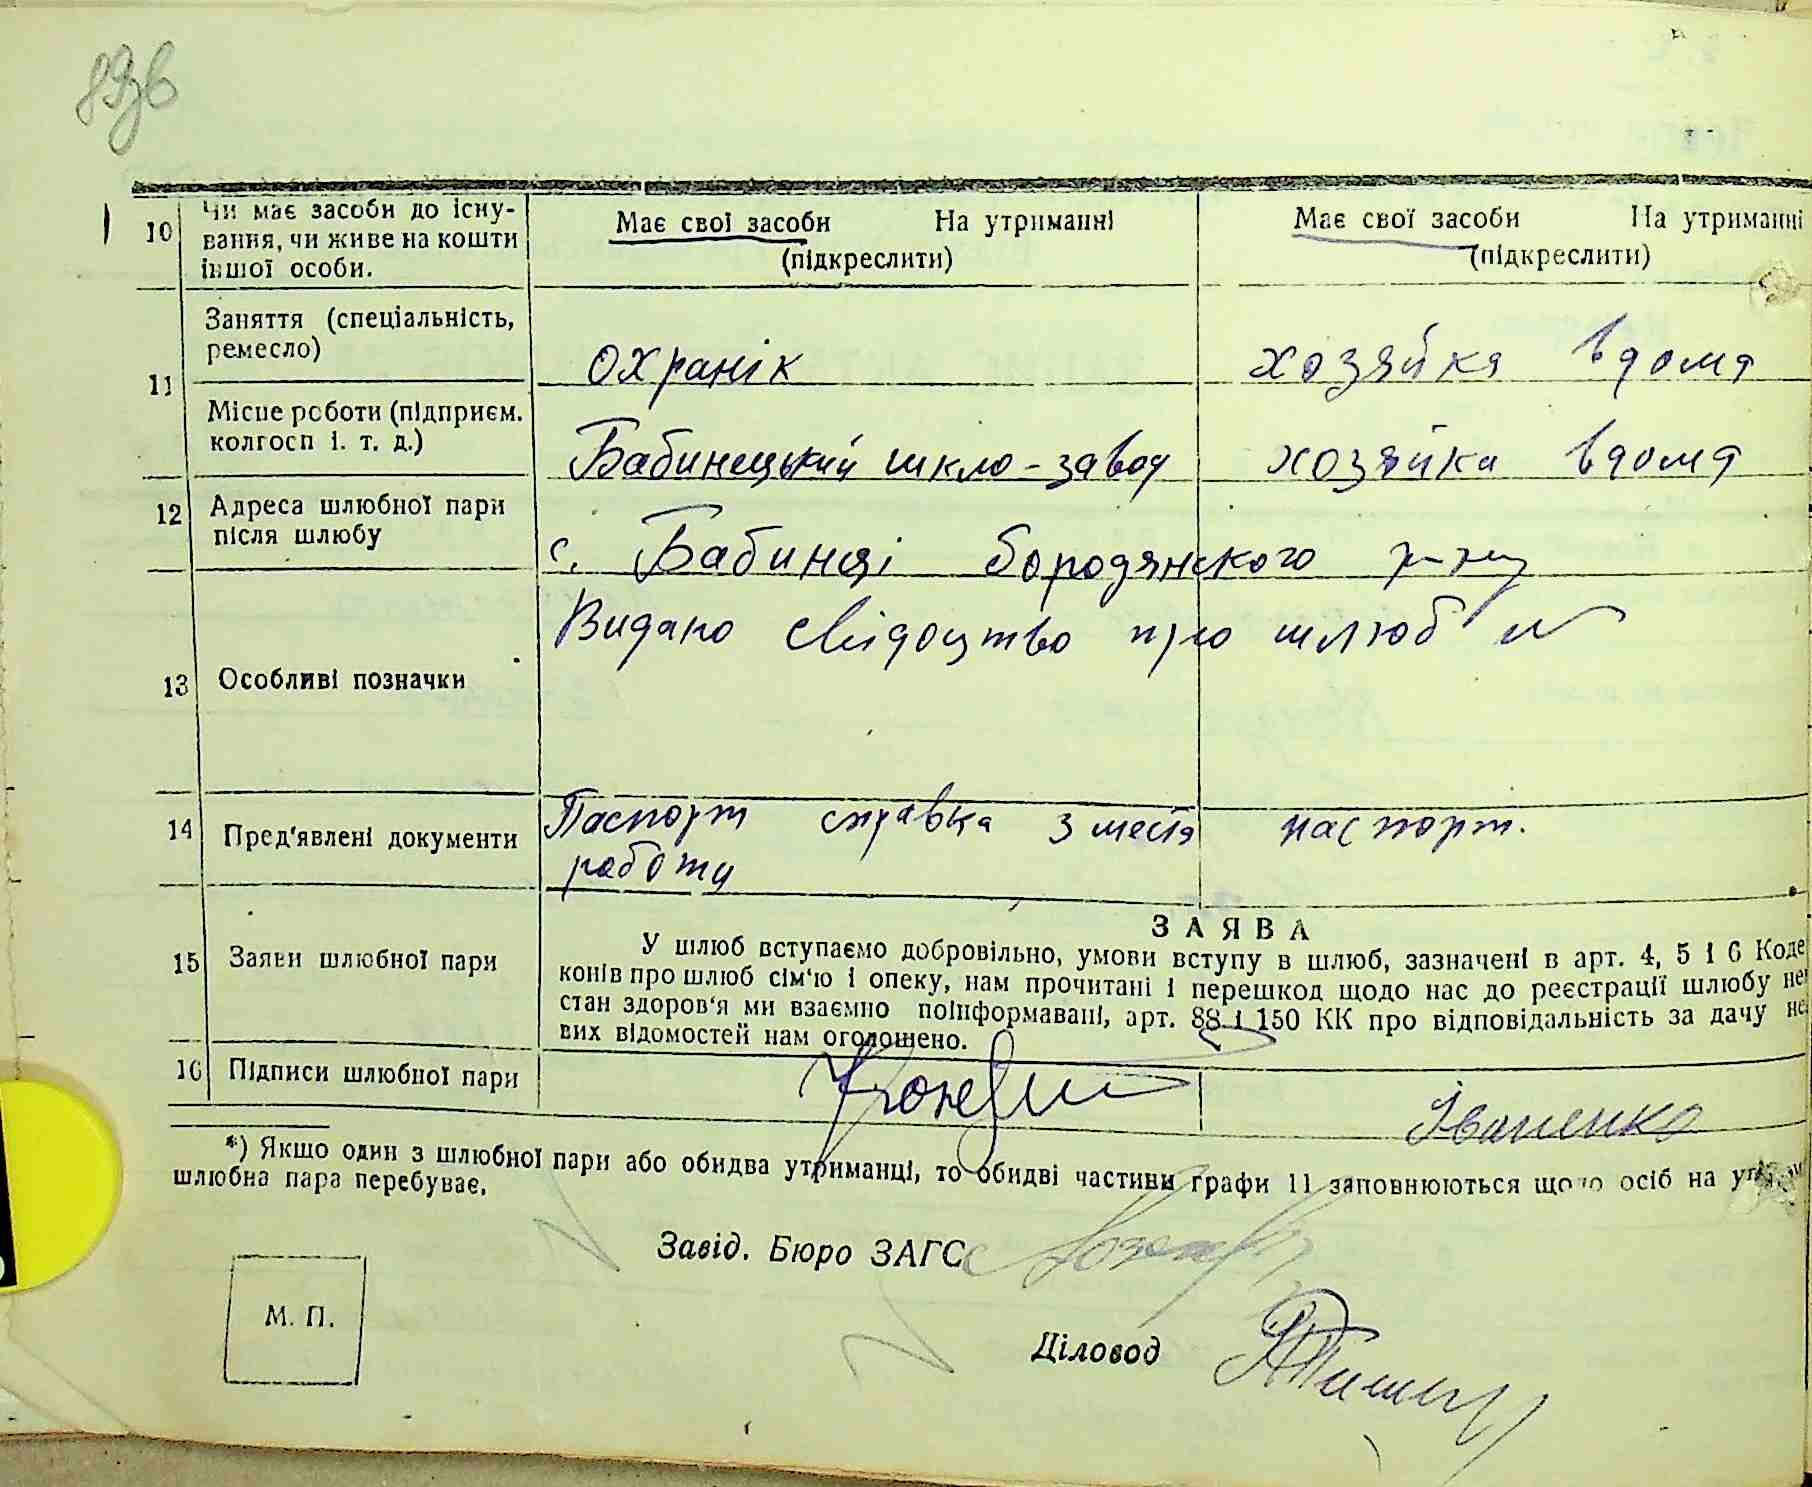 10 Чи має засоби до існу-
вання, чи живе на кошти
іншої особи.
Має свої засоби На утриманні
(підкреслити)
Має свої засоби На утриманні
(підкреслити)
11 Заняття (спеціальність,
ремесло)
охранік
хозяйка вдома
Місце роботи (підприєм.
колгосп і. т. д.)
Бабинецький шкло-завод
хозяйка вдома
12 Адреса шлюбної пари
після шлюбу
с. Бабинці бородянского р-ну
13 Особливі позначки
Видано свідоцтво про шлюб
14 Пред'явлені документи
Паспорт справка з место
работи
паспорт.
15 Заяви шлюбної пари
ЗАЯВА
У шлюб вступаємо добровільно, умови вступу в шлюб, зазначені в арт. 4, 5 і 6 Коде
конів про шлюб сім'ю і опеку, нам прочитані і перешкод щодо нас до реєстрації шлюбу не
стан здоров'я ми взаємно поінформавані, арт. 88 і 150 КК про відповідальність за дачу не
вих відомостей нам оголошено.
16 Підписи шлюбної пари
Іваненко
*) Якщо один з шлюбної пари або обидва утриманці, то обидві частини графи 11 заповнюються щодо осіб на
шлюбна пара перебуває.
Завід. Бюро ЗАГС
М. П.
Діловод